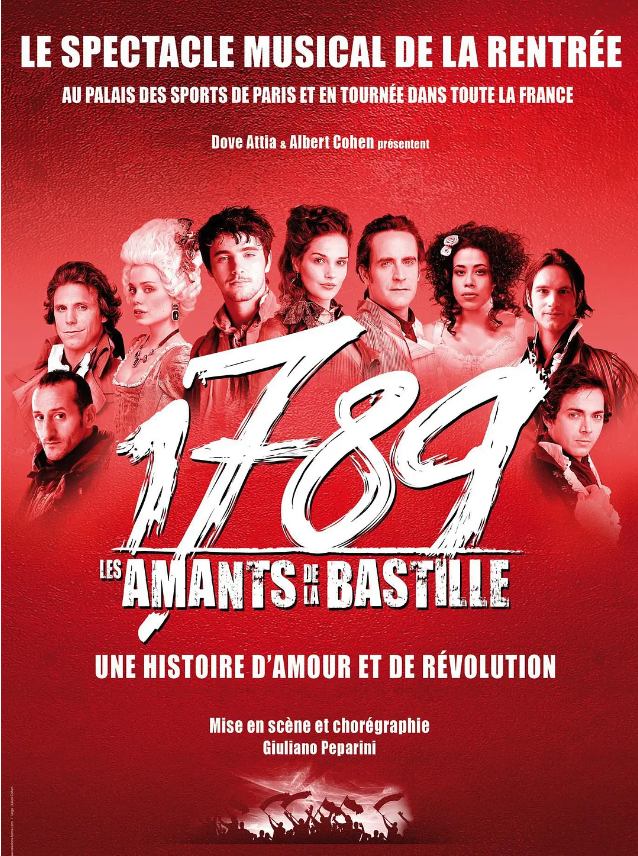 LE SPECTACLE MUSICAL DE LA RENTRÉE
AU PALAIS DES SPORTS DE PARIS ET EN TOURNÉE DANS TOUTE LA FRANCE
Dove Attia & Albert Cohen présentent
1789
LES AMANTS DE LA BASTILLE
UNE HISTOIRE D'AMOUR ET DE RÉVOLUTION
Mise en scène et chorégraphie
Giuliano Peparini